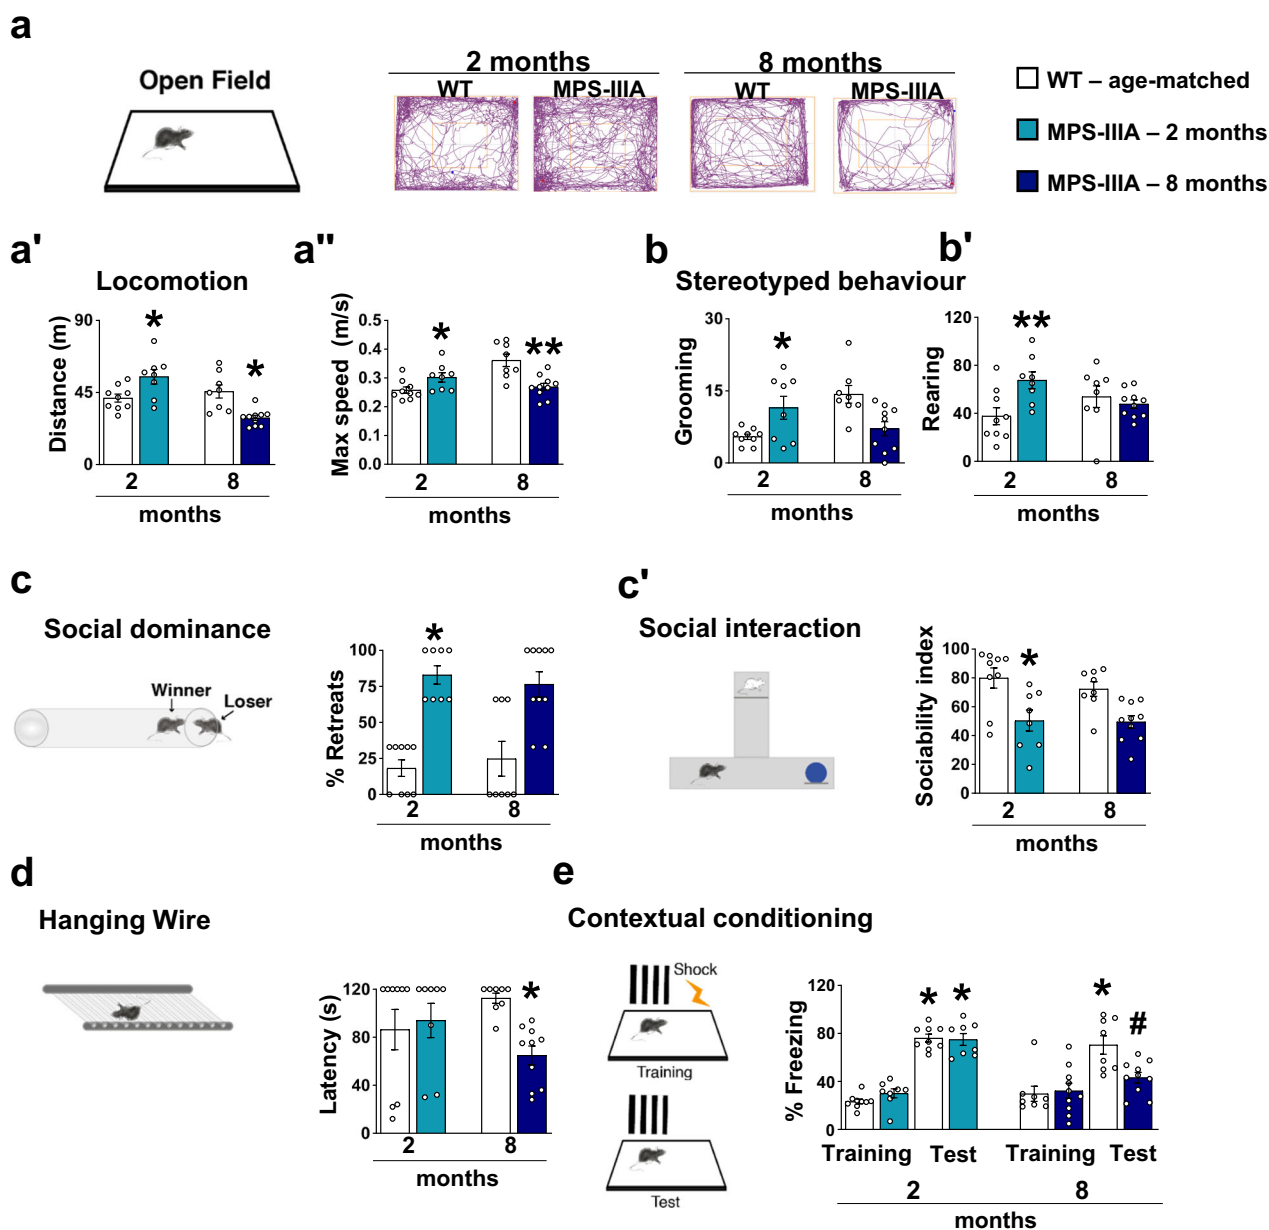 a
Open Field
2 months
8 months
WT
MPS-IIIA
WT
MPS-IIIA
WT – age-matched
MPS-IIIA – 2 months
MPS-IIIA – 8 months
a'
Locomotion
Distance (m)
90
45
0
*
*
2
8
months
a''
Max speed (m/s)
0.5
0.4
0.3
0.2
0.1
0.0
*
**
2
8
months
b
Stereotyped behaviour
Grooming
30
15
0
*
2
8
months
b'
Rearing
120
80
40
0
**
2
8
months
c
Social dominance
Winner
Loser
% Retreats
100
75
50
25
0
*
2
8
months
c'
Social interaction
Sociability index
100
80
60
40
20
0
*
2
8
months
d
Hanging Wire
Latency (s)
120
80
40
0
*
2
8
months
e
Contextual conditioning
Shock
Training
Test
% Freezing
120
80
40
0
*
*
*
#
Training Test
Training Test
2
8
months